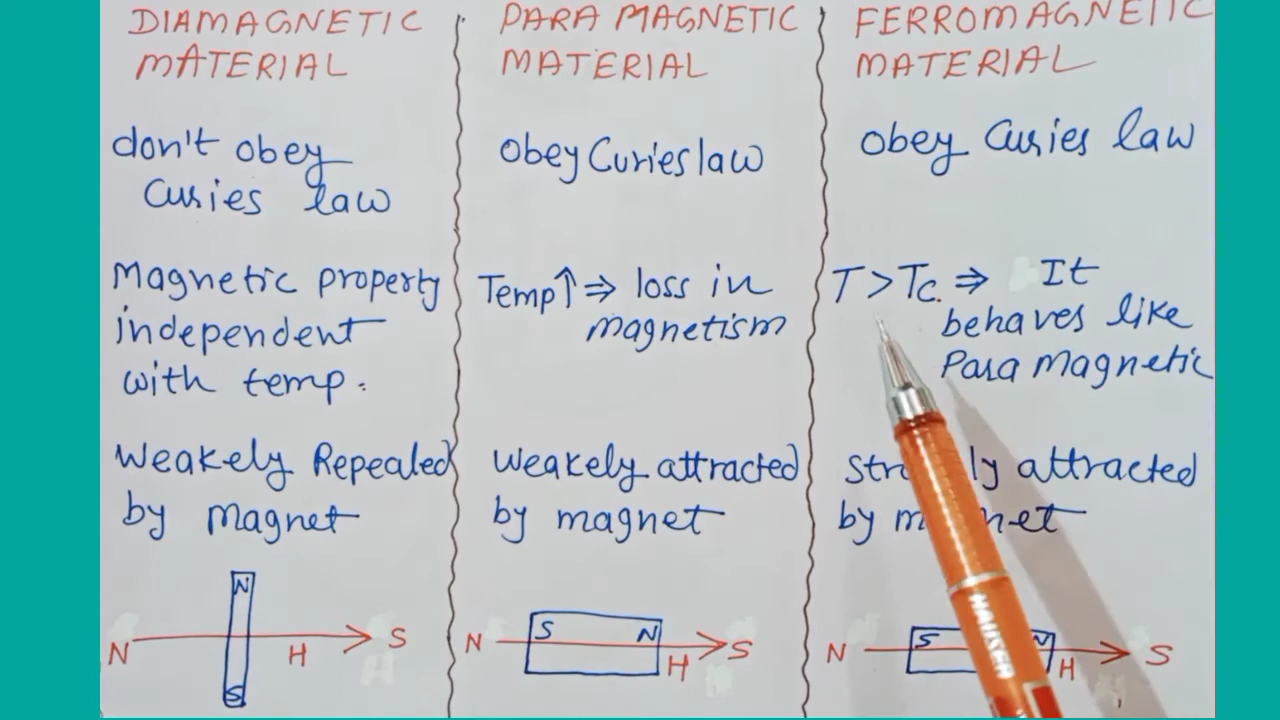 DIAMAGNETIC
MATERIAL
don't obey
Curies law
Magnetic property
independent
with temp.
Weakely Repealed
by magnet
N
S
N
H
S
PARA MAGNETIC
MATERIAL
Obey Curies law
Temp↑ ⇒ loss in
magnetism
Weakely attracted
by magnet
S N
N
H
S
FERROMAGNETIC
MATERIAL
Obey Curies law
T > Tc. ⇒ It
behaves like
Para Magnetic
attracted
by
S N
N
H
S
HAUSER